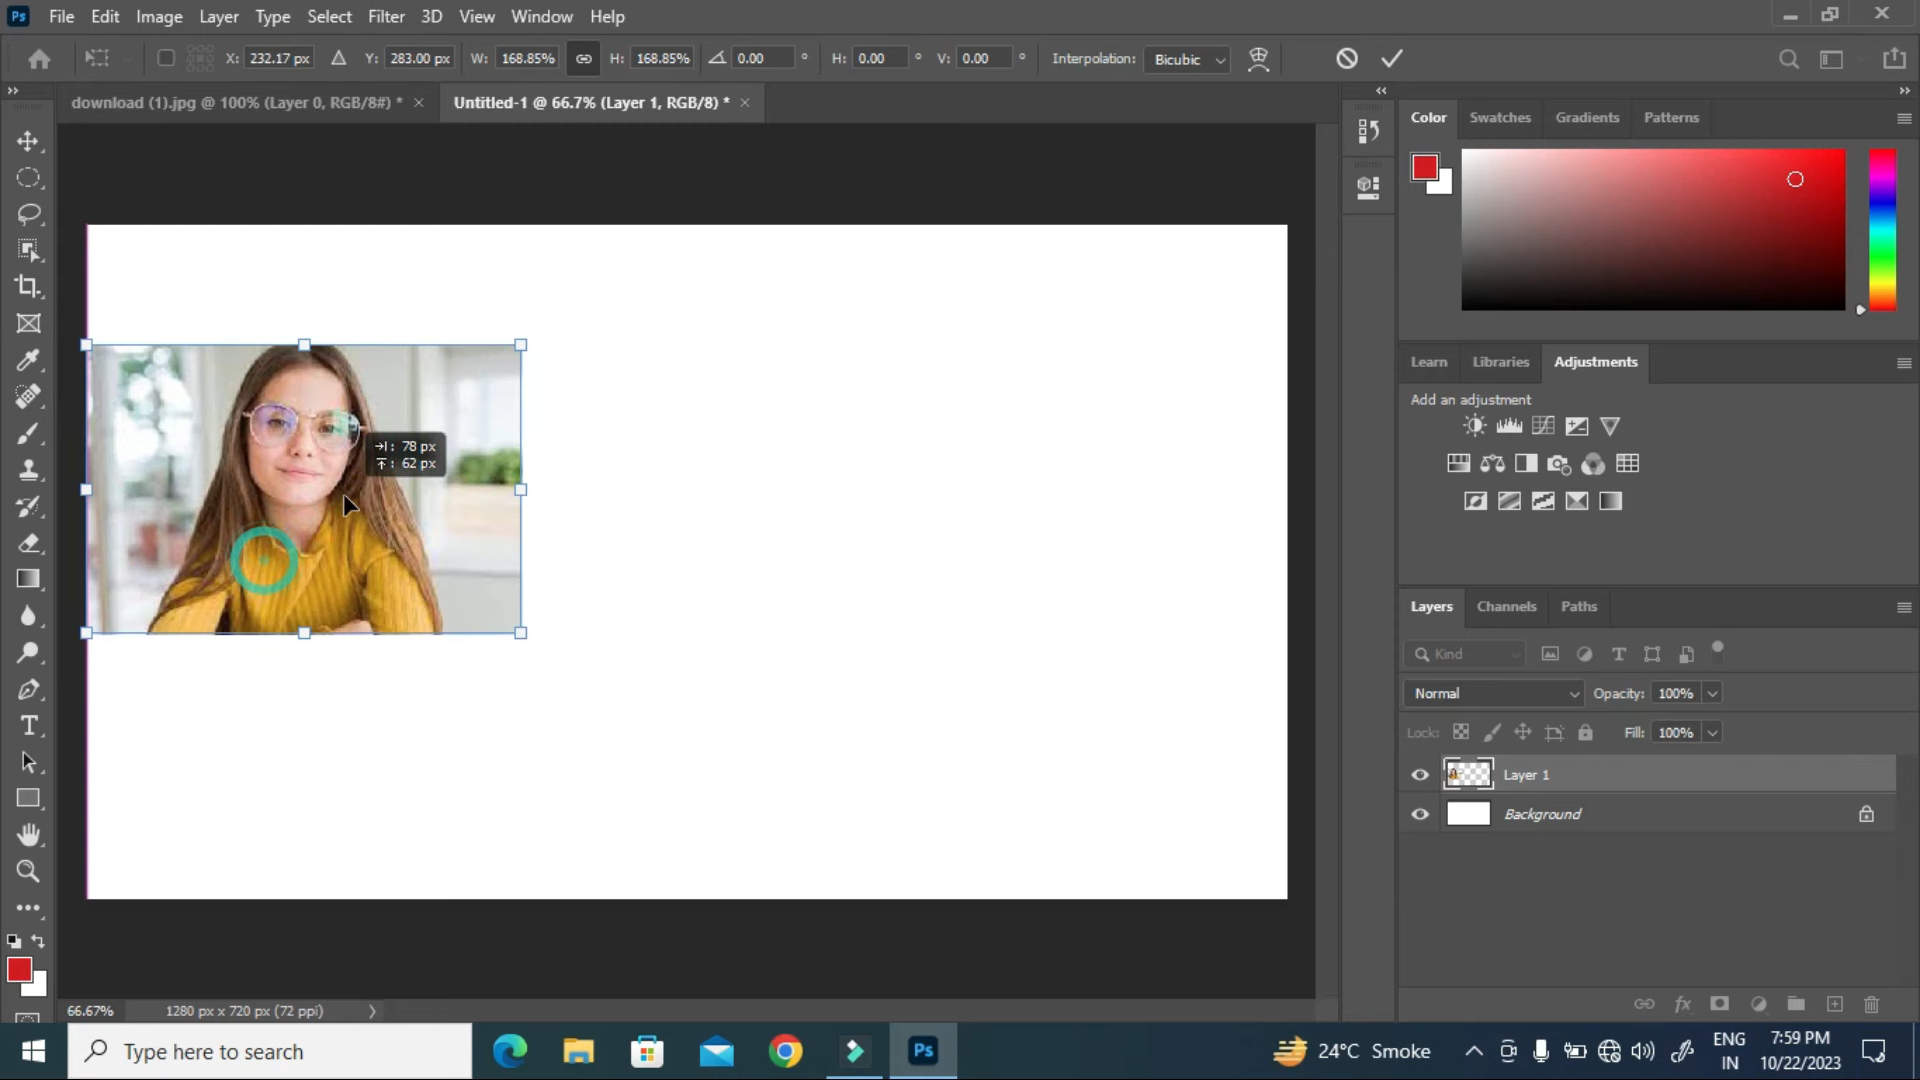 Ps File Edit Image Layer Type Select Filter 3D View Window Help
X: 232.17 px Y: 283.00 px W: 168.85% H: 168.85% 0.00 ° H: 0.00 ° V: 0.00 ° Interpolation: Bicubic
download (1).jpg @ 100% (Layer 0, RGB/8#) * × Untitled-1 @ 66.7% (Layer 1, RGB/8) * ×
Color Swatches Gradients Patterns
Learn Libraries Adjustments
Add an adjustment
: 78 px
: 62 px
Layers Channels Paths
Kind
Normal Opacity: 100%
Lock: Fill: 100%
Layer 1
Background
66.67% 1280 px x 720 px (72 ppi)
Type here to search
Ps
24°C Smoke
ENG
IN
7:59 PM
10/22/2023